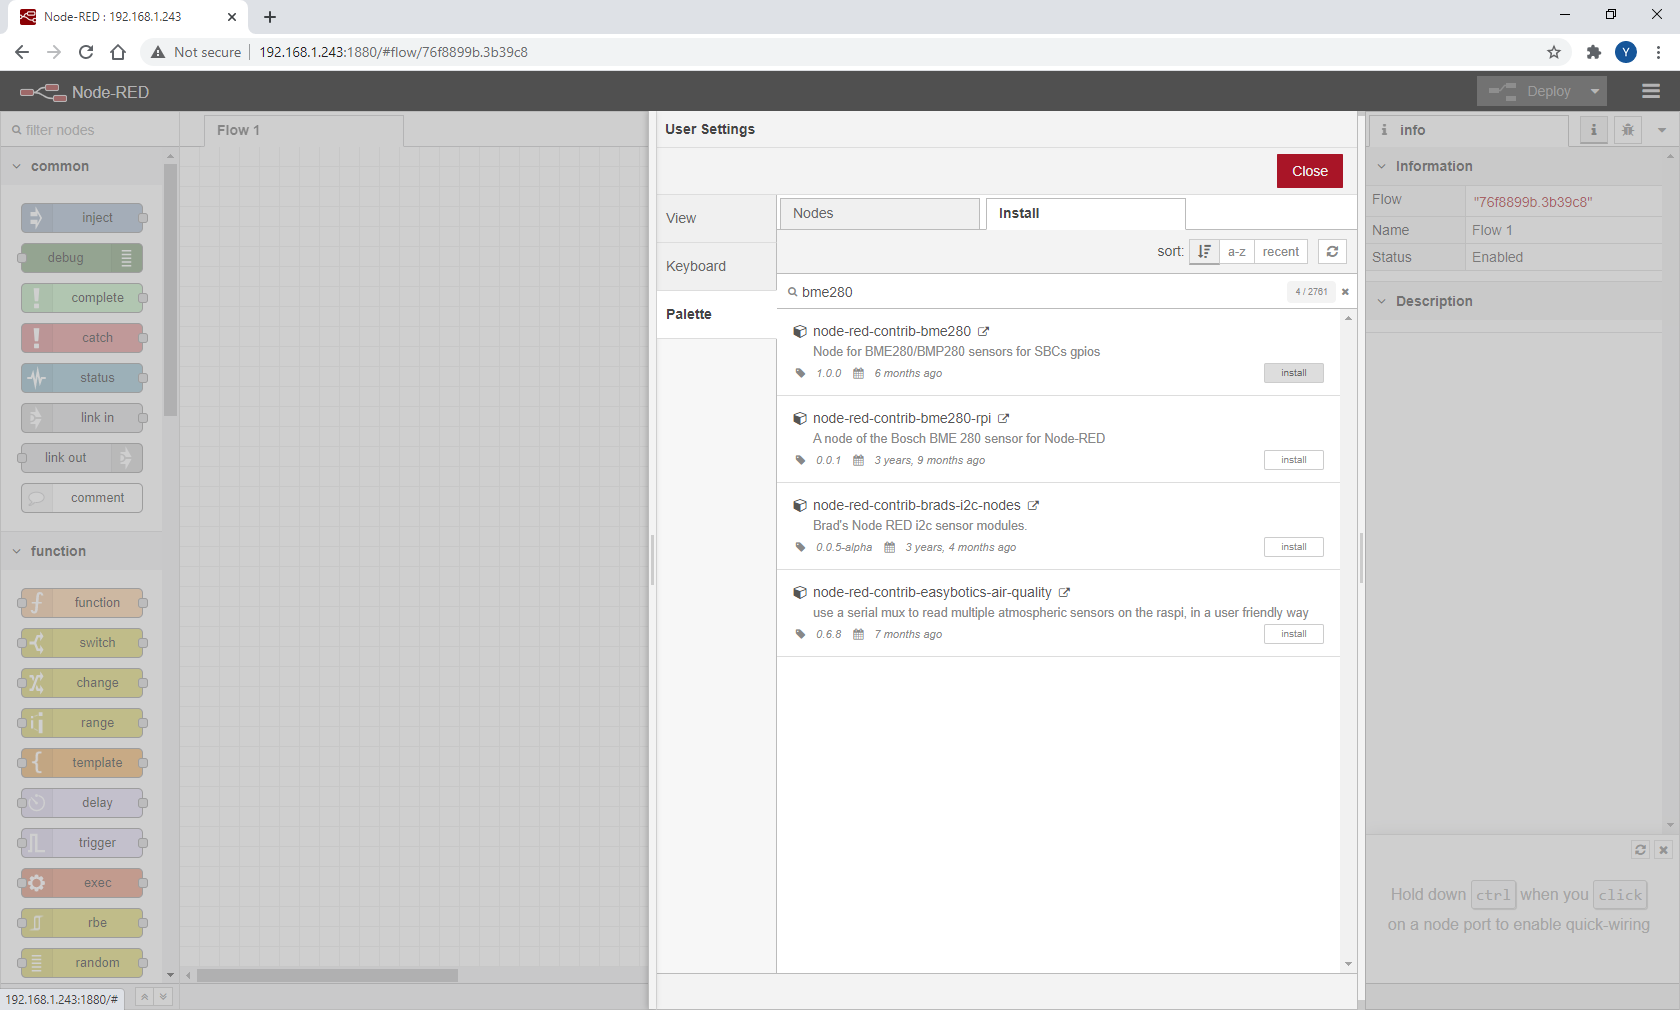 Node-RED : 192.168.1.243
Not secure
192.168.1.243:1880/#flow/76f8899b.3b39c8
Y
Node-RED
Deploy
filter nodes
common
inject
debug
complete
catch
status
link in
link out
comment
function
function
switch
change
range
template
delay
trigger
exec
rbe
random
192.168.1.243:1880/#
Flow 1
User Settings
Close
View
Keyboard
Palette
Nodes
Install
sort:
a-z
recent
bme280
4 / 2761
node-red-contrib-bme280
Node for BME280/BMP280 sensors for SBCs gpios
1.0.0
6 months ago
install
node-red-contrib-bme280-rpi
A node of the Bosch BME 280 sensor for Node-RED
0.0.1
3 years, 9 months ago
install
node-red-contrib-brads-i2c-nodes
Brad's Node RED i2c sensor modules.
0.0.5-alpha
3 years, 4 months ago
install
node-red-contrib-easybotics-air-quality
use a serial mux to read multiple atmospheric sensors on the raspi, in a user friendly way
0.6.8
7 months ago
install
info
Information
Flow "76f8899b.3b39c8"
Name Flow 1
Status Enabled
Description
Hold down ctrl when you click
on a node port to enable quick-wiring